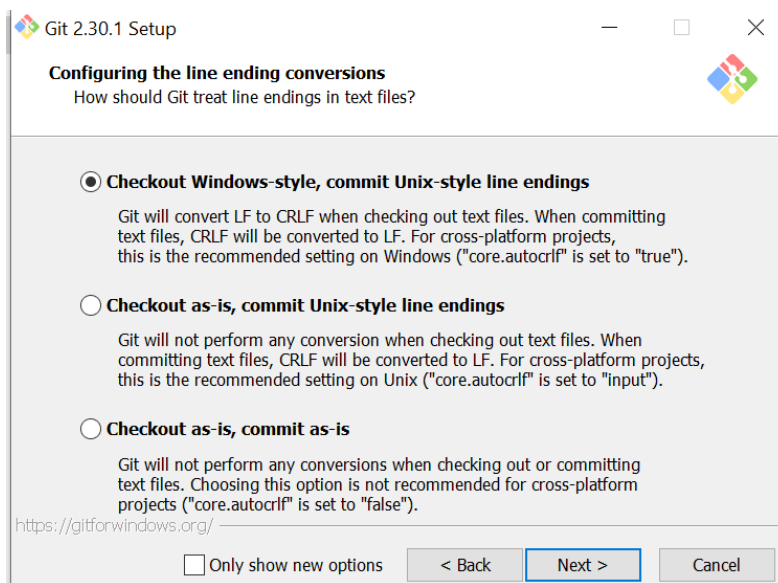 Git 2.30.1 Setup
Configuring the line ending conversions
How should Git treat line endings in text files?
Checkout Windows-style, commit Unix-style line endings
Git will convert LF to CRLF when checking out text files. When committing
text files, CRLF will be converted to LF. For cross-platform projects,
this is the recommended setting on Windows ("core.autocrlf" is set to "true").
Checkout as-is, commit Unix-style line endings
Git will not perform any conversion when checking out text files. When
committing text files, CRLF will be converted to LF. For cross-platform projects,
this is the recommended setting on Unix ("core.autocrlf" is set to "input").
Checkout as-is, commit as-is
Git will not perform any conversions when checking out or committing
text files. Choosing this option is not recommended for cross-platform
projects ("core.autocrlf" is set to "false").
https://gitforwindows.org/
Only show new options
< Back
Next >
Cancel